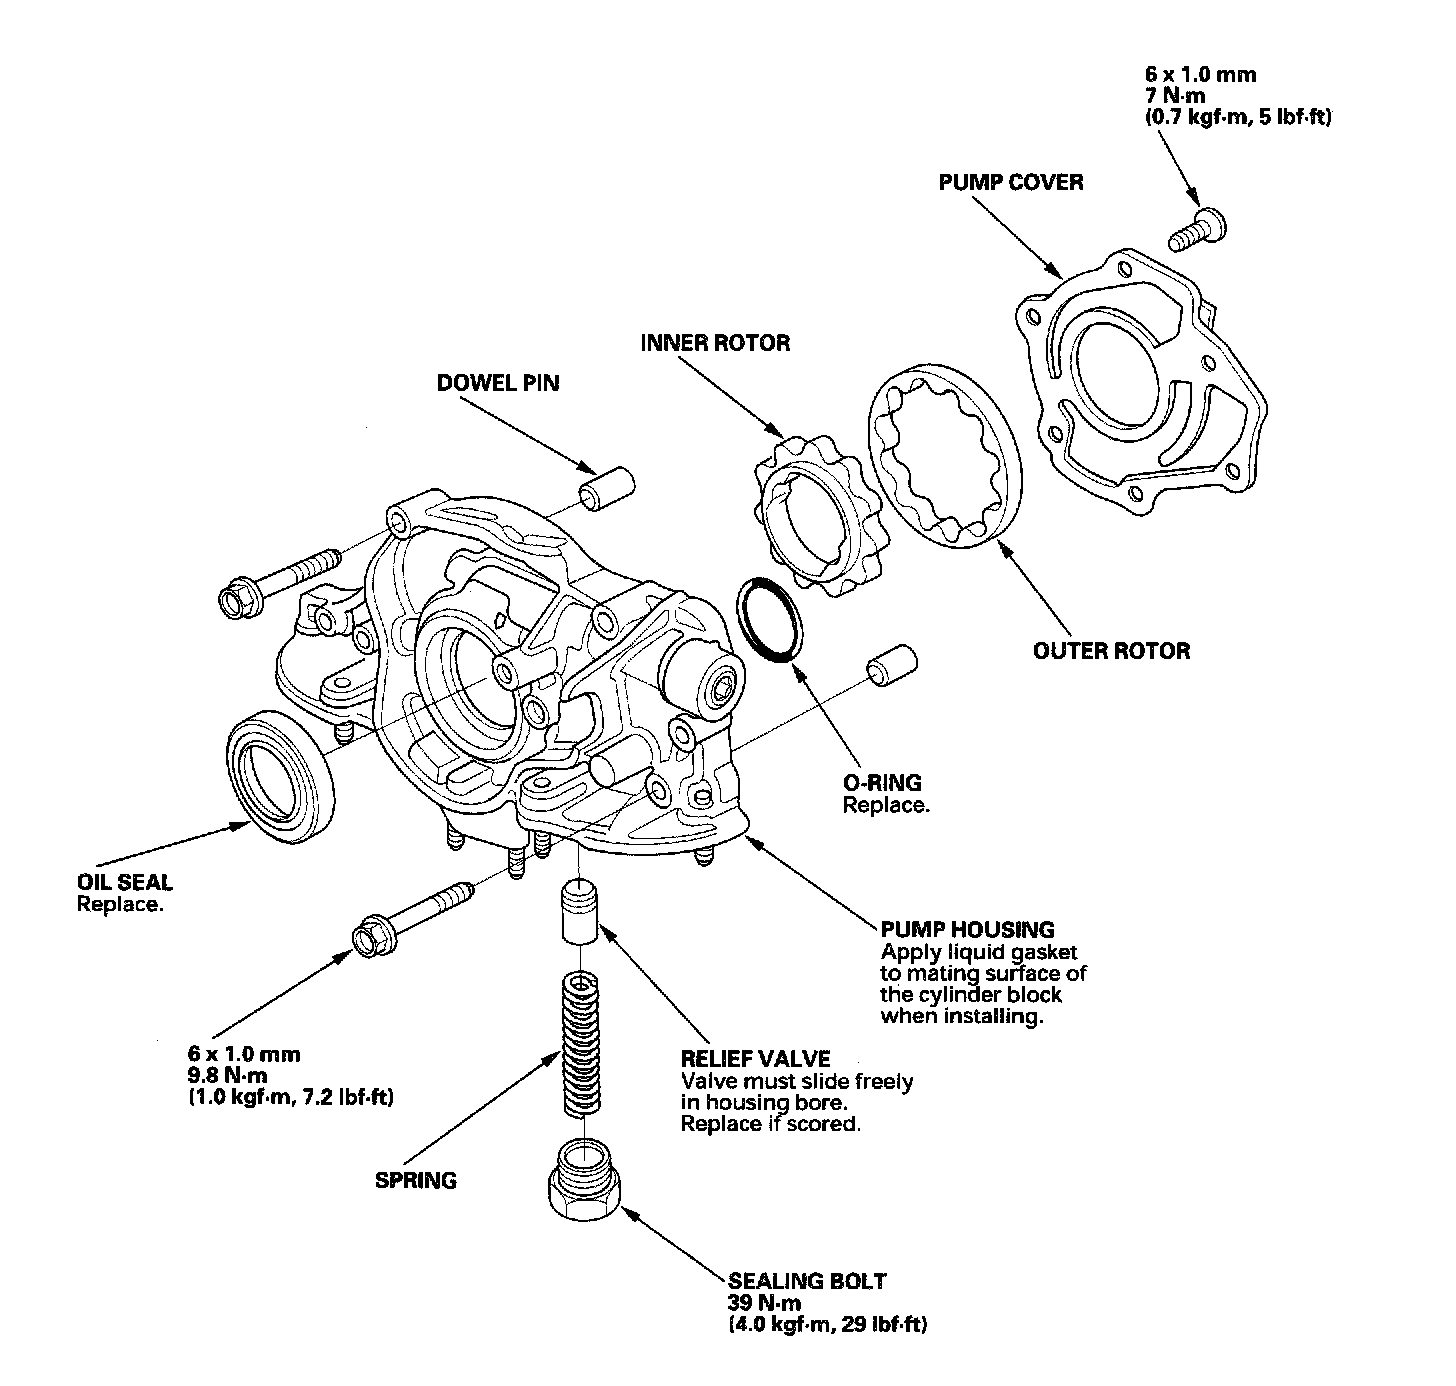 6 x 1.0 mm
7 N·m
(0.7 kgf·m, 5 lbf·ft)
PUMP COVER
INNER ROTOR
DOWEL PIN
OUTER ROTOR
O-RING
Replace.
OIL SEAL
Replace.
PUMP HOUSING
Apply liquid gasket
to mating surface of
the cylinder block
when installing.
6 x 1.0 mm
9.8 N·m
(1.0 kgf·m, 7.2 lbf·ft)
RELIEF VALVE
Valve must slide freely
in housing bore.
Replace if scored.
SPRING
SEALING BOLT
39 N·m
(4.0 kgf·m, 29 lbf·ft)